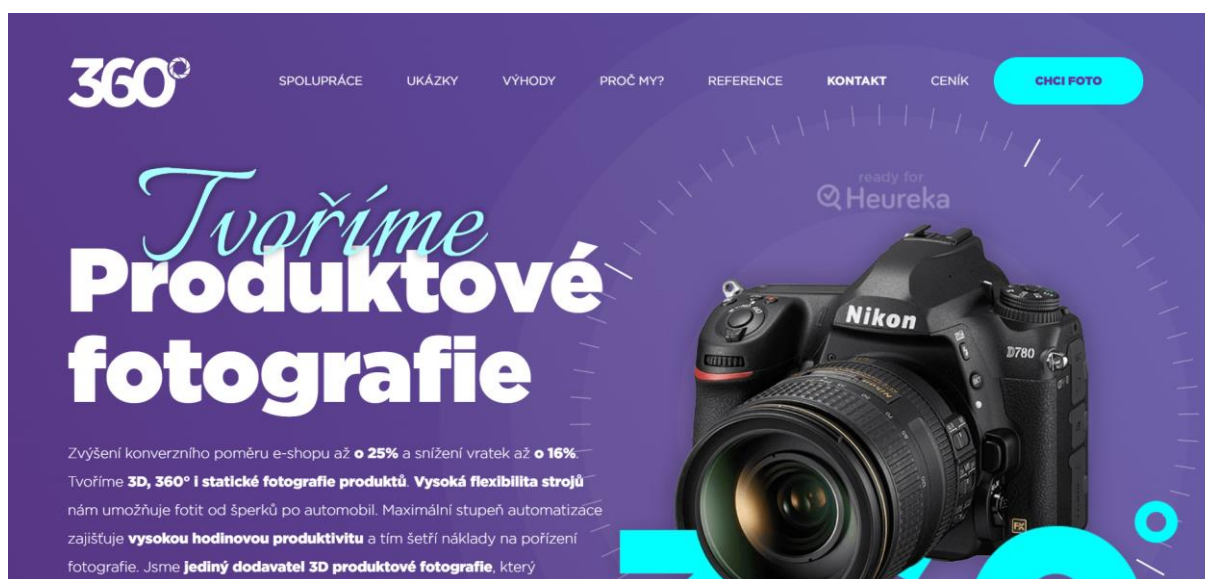 360°
SPOLUPRÁCE UKÁZKY VÝHODY PROČ MY? REFERENCE KONTAKT CENÍK CHCI FOTO
ready for
Heureka
Tvoříme
Produktové
fotografie
Nikon
D780
FX
Zvýšení konverzního poměru e-shopu až o 25% a snížení vratek až o 16%.
Tvoříme 3D, 360° i statické fotografie produktů. Vysoká flexibilita strojů
nám umožňuje fotit od šperků po automobil. Maximální stupeň automatizace
zajišťuje vysokou hodinovou produktivitu a tím šetří náklady na pořízení
fotografie. Jsme jediný dodavatel 3D produktové fotografie, který